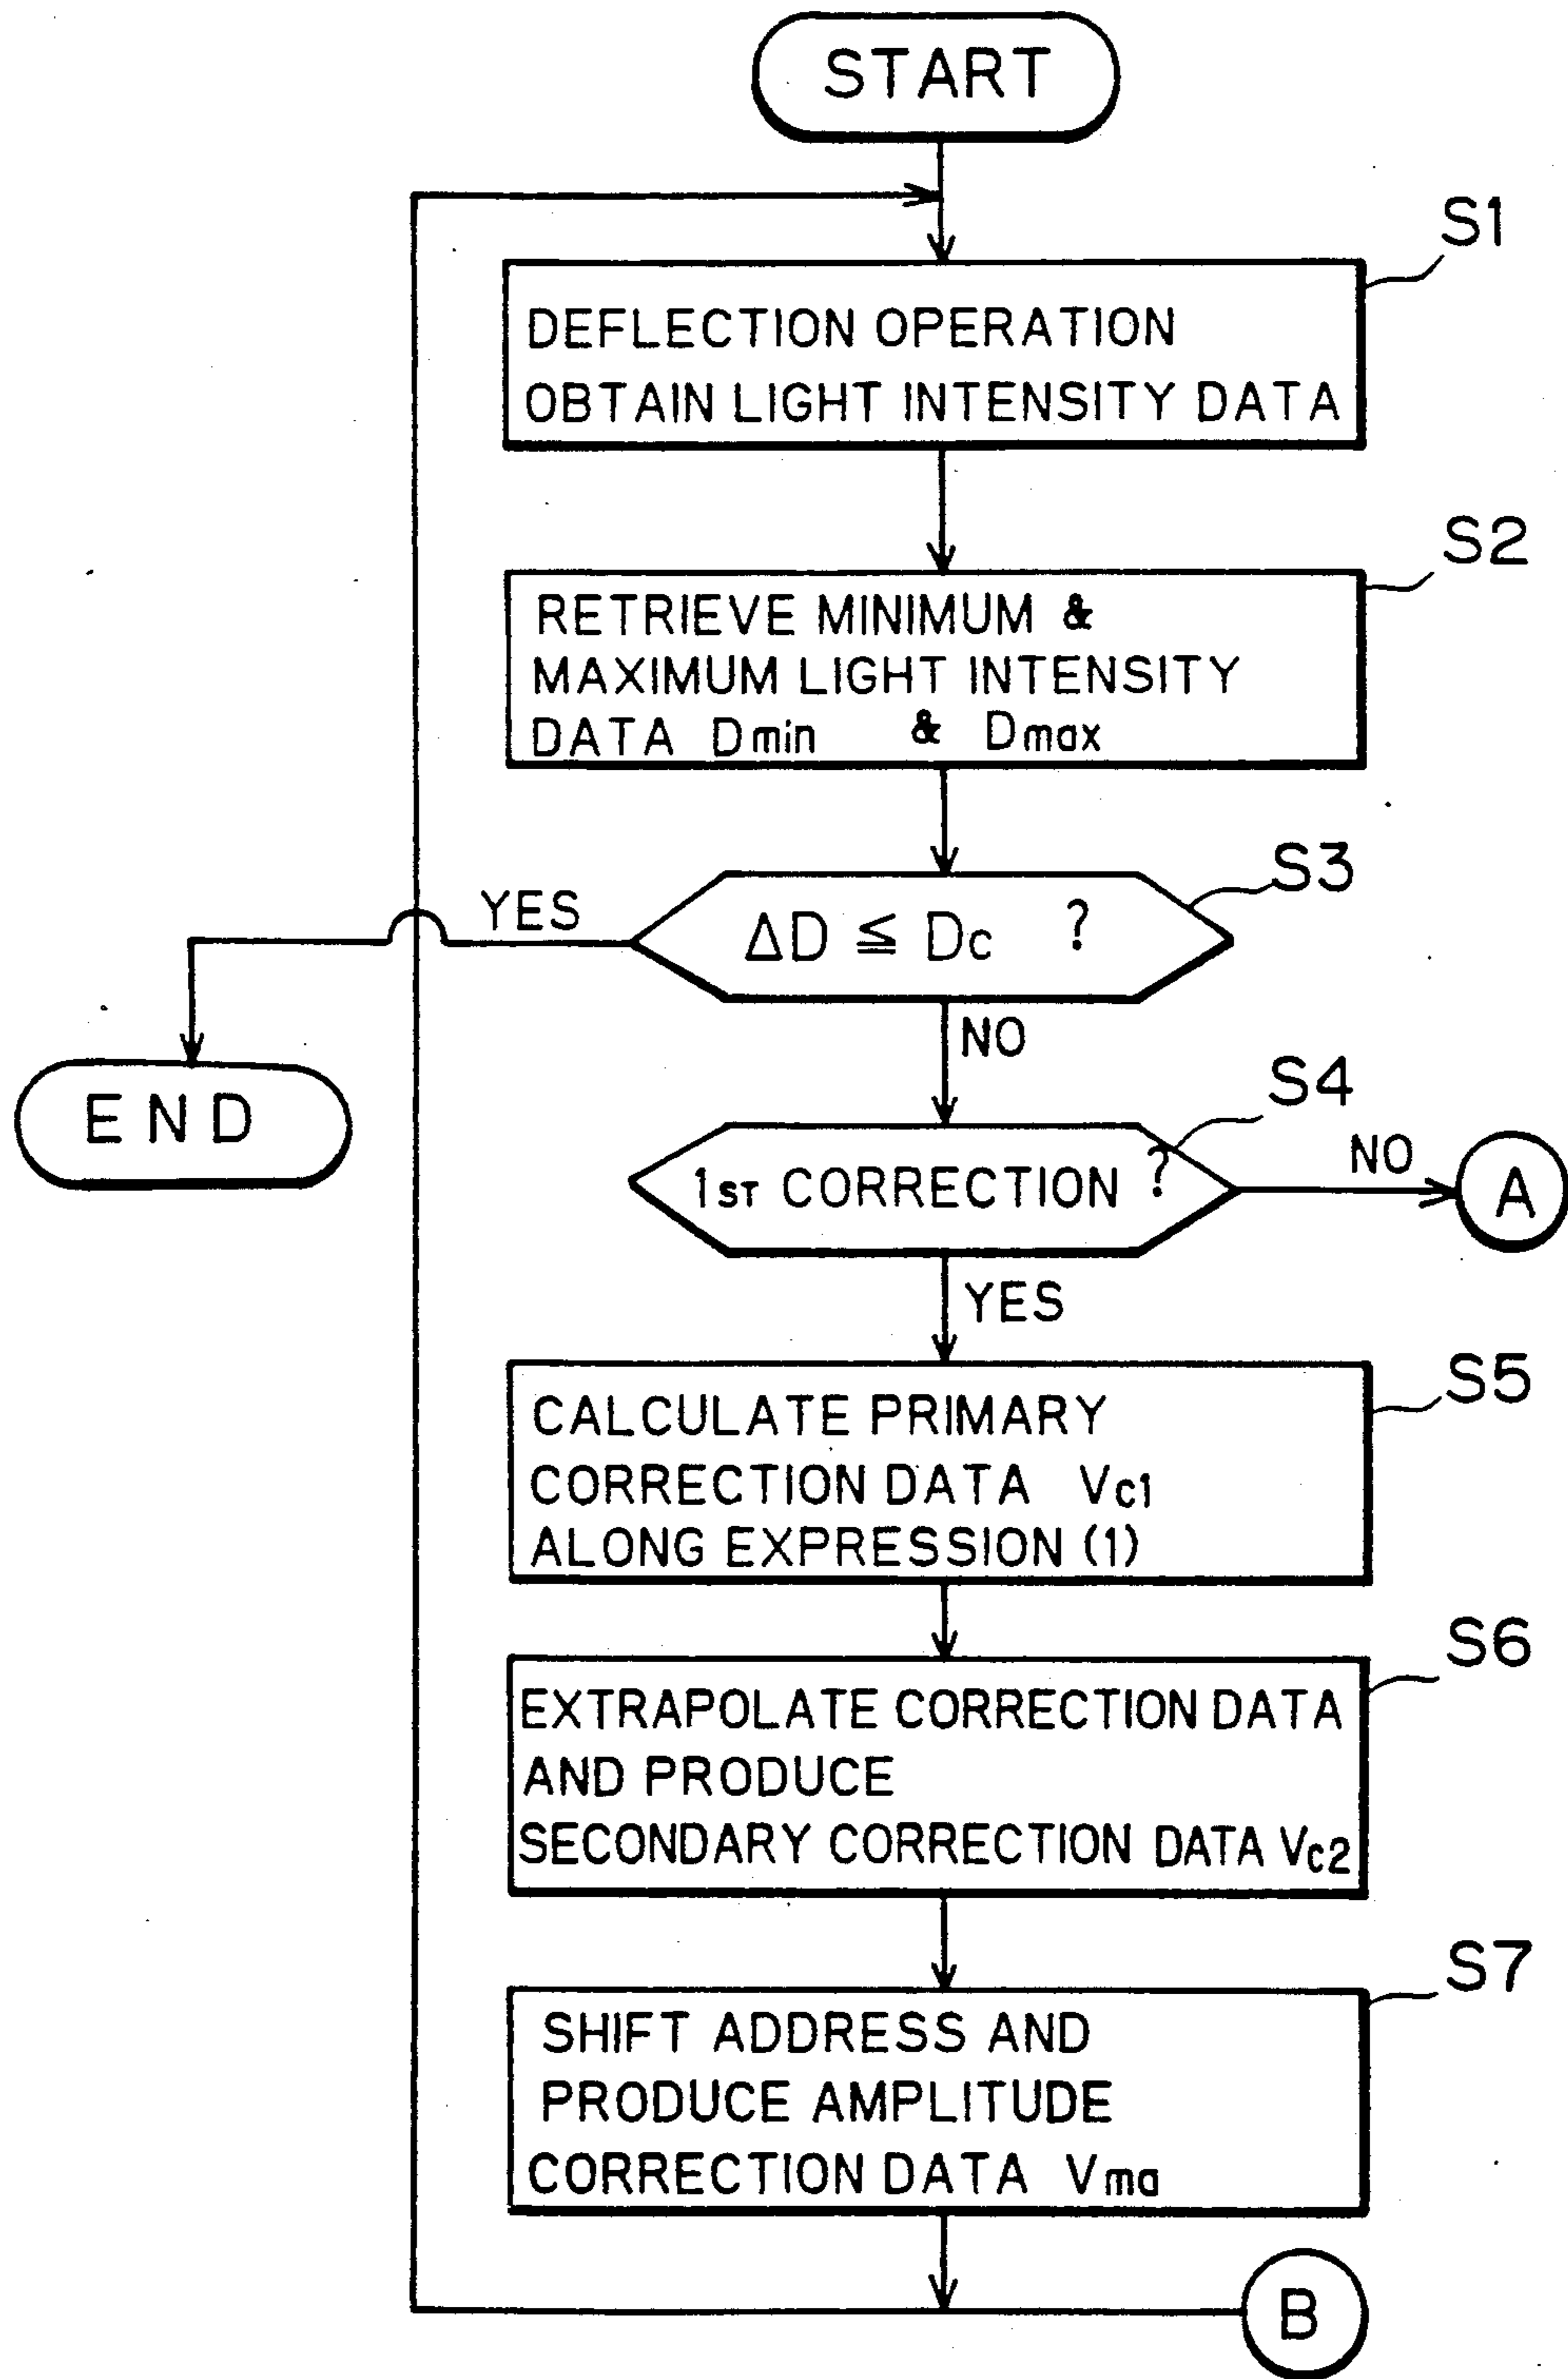 START
S1
DEFLECTION OPERATION
OBTAIN LIGHT INTENSITY DATA
S2
RETRIEVE MINIMUM &
MAXIMUM LIGHT INTENSITY
DATA Dmin & Dmax
S3
YES
ΔD ≦ Dc ?
NO
END
S4
1ST CORRECTION ?
NO
A
YES
S5
CALCULATE PRIMARY
CORRECTION DATA Vc1
ALONG EXPRESSION (1)
S6
EXTRAPOLATE CORRECTION DATA
AND PRODUCE
SECONDARY CORRECTION DATA Vc2
S7
SHIFT ADDRESS AND
PRODUCE AMPLITUDE
CORRECTION DATA Vma
B